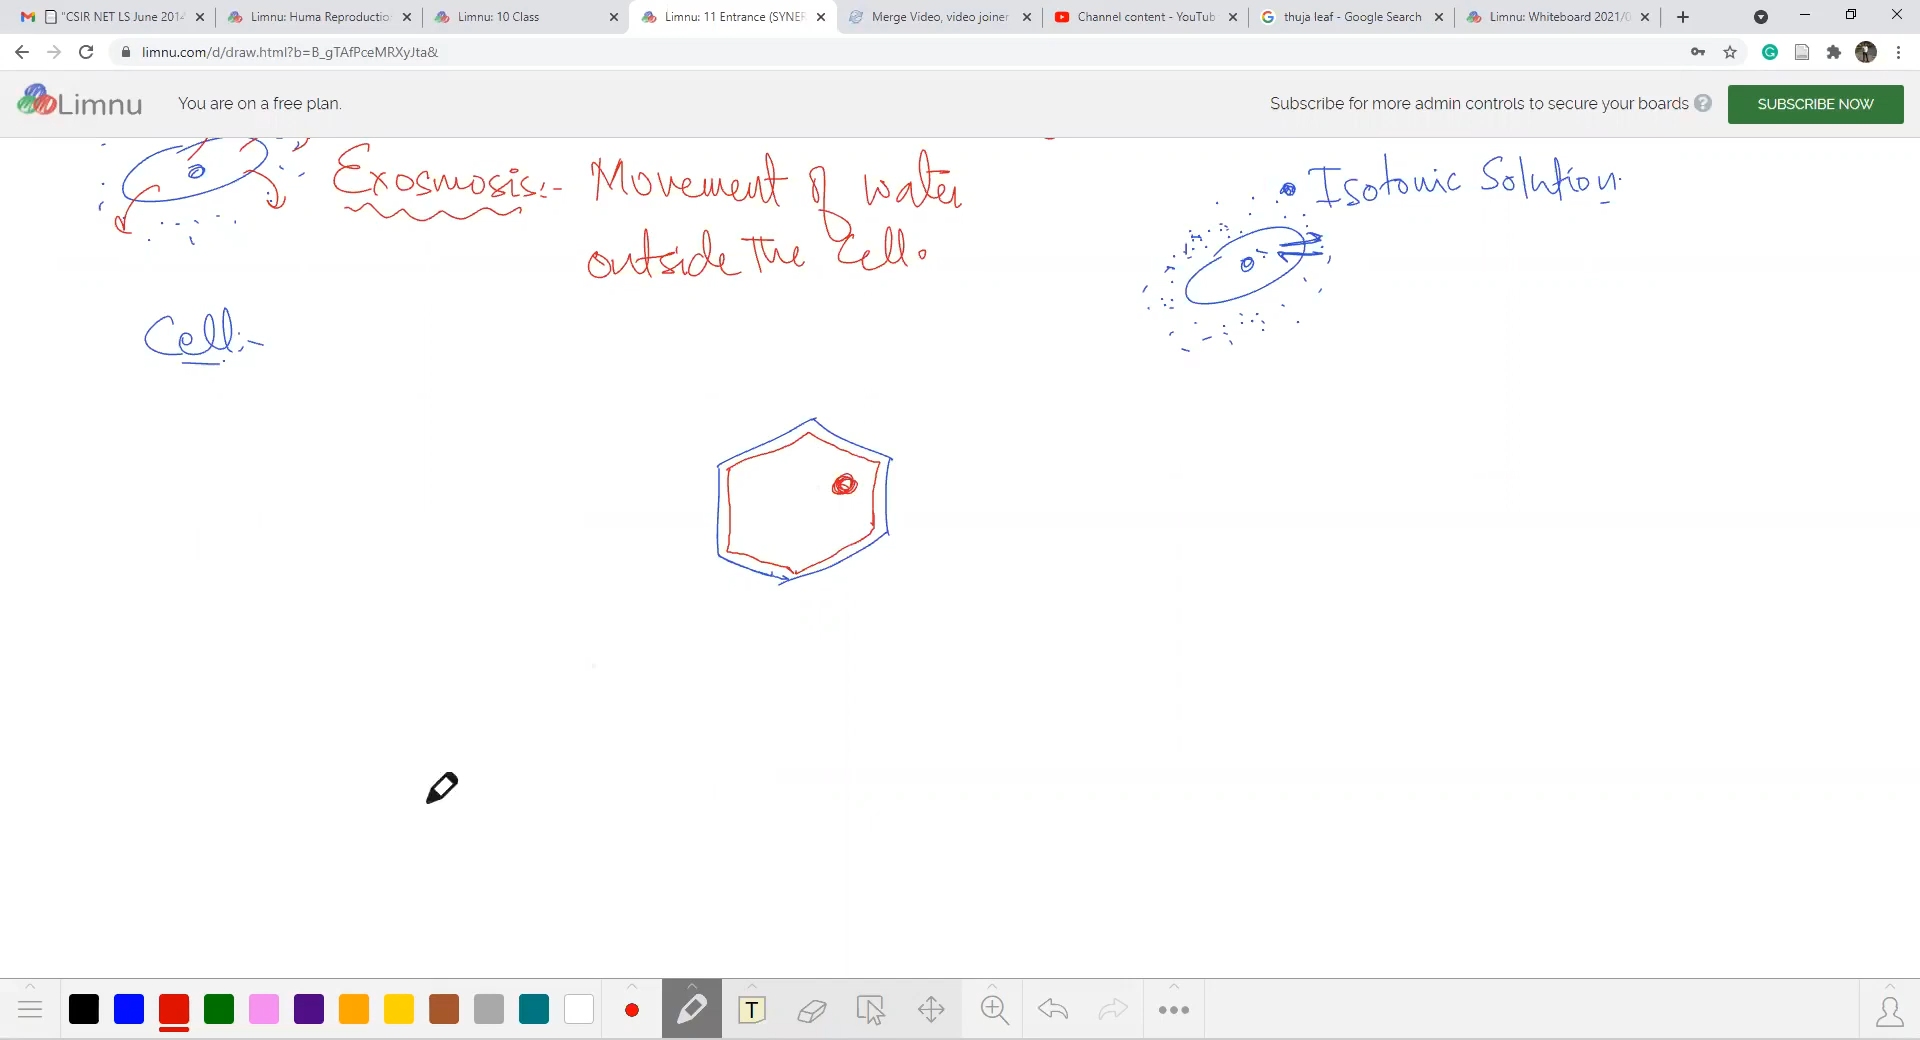 "CSIR NET LS June 2014
Limnu: Huma Reproductio
Limnu: 10 Class
Limnu: 11 Entrance (SYNER
Merge Video, video joiner
Channel content - YouTub
thuja leaf - Google Search
Limnu: Whiteboard 2021/0
limnu.com/d/draw.html?b=B_gTAfPceMRXyJta&
Limnu
You are on a free plan.
Subscribe for more admin controls to secure your boards ?
SUBSCRIBE NOW
Exosmosis:- Movement of water
outside the cell.
• Isotonic Solution.
Cell:-
T